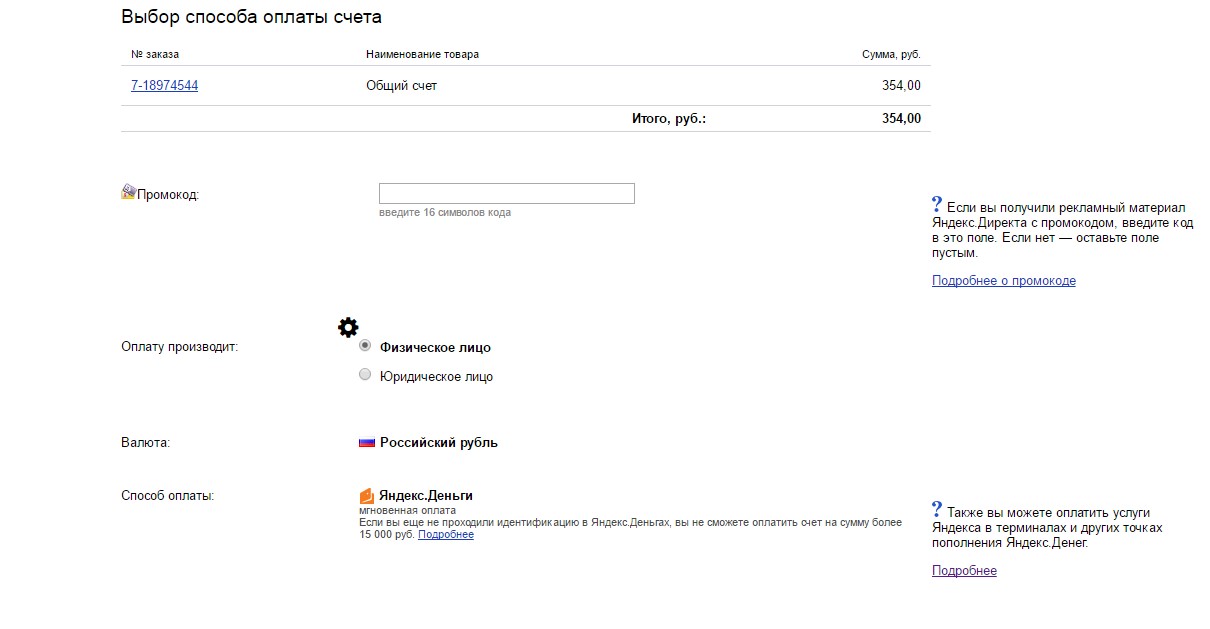 Выбор способа оплаты счета
№ заказа Наименование товара Сумма, руб.
7-18974544 Общий счет 354,00
Итого, руб.: 354,00
Промокод:
введите 16 символов кода
? Если вы получили рекламный материал
Яндекс.Директа с промокодом, введите код
в это поле. Если нет — оставьте поле
пустым.
Подробнее о промокоде
Оплату производит: Физическое лицо
Юридическое лицо
Валюта: Российский рубль
Способ оплаты: Яндекс.Деньги
мгновенная оплата
Если вы еще не проходили идентификацию в Яндекс.Деньгах, вы не сможете оплатить счет на сумму более
15 000 руб. Подробнее
? Также вы можете оплатить услуги
Яндекса в терминалах и других точках
пополнения Яндекс.Денег.
Подробнее